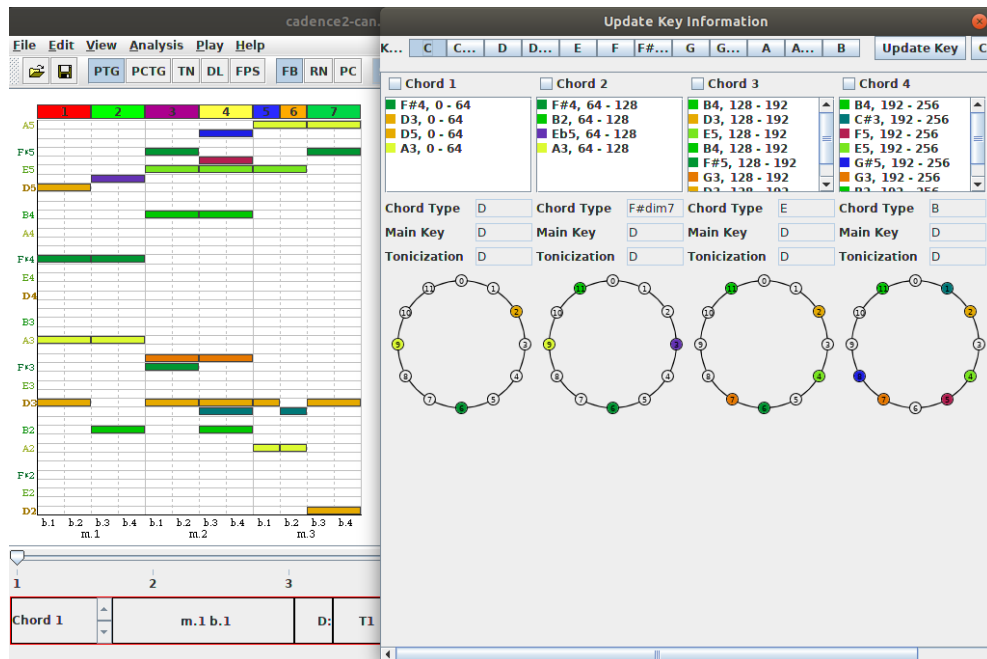 cadence2-can.
Update Key Information
File Edit View Analysis Play Help
PTG PCTG TN DL FPS FB RN PC
K... C C... D D... E F F#... G G... A A... B Update Key C
Chord 1
F#4, 0 - 64
D3, 0 - 64
D5, 0 - 64
A3, 0 - 64
Chord Type D
Main Key D
Tonicization D
Chord 2
F#4, 64 - 128
B2, 64 - 128
Eb5, 64 - 128
A3, 64 - 128
Chord Type F#dim7
Main Key D
Tonicization D
Chord 3
B4, 128 - 192
D3, 128 - 192
E5, 128 - 192
B4, 128 - 192
F#5, 128 - 192
G3, 128 - 192
D3 128 - 192
Chord Type E
Main Key D
Tonicization D
Chord 4
B4, 192 - 256
C#3, 192 - 256
F5, 192 - 256
E5, 192 - 256
G#5, 192 - 256
G3, 192 - 256
B2 192 - 256
Chord Type B
Main Key D
Tonicization D
0 1 2 3 4 5 6 7 8 9 10 11
0 1 2 3 4 5 6 7 8 9 10 11
0 1 2 3 4 5 6 7 8 9 10 11
0 1 2 3 4 5 6 7 8 9 10 11
1 2 3 4 5 6 7
A5
F#5
E5
D5
B4
A4
F#4
E4
D4
B3
A3
F#3
E3
D3
B2
A2
F#2
E2
D2
b.1 b.2 b.3 b.4 b.1 b.2 b.3 b.4 b.1 b.2 b.3 b.4
m.1 m.2 m.3
1 2 3
Chord 1 m.1 b.1 D: T1